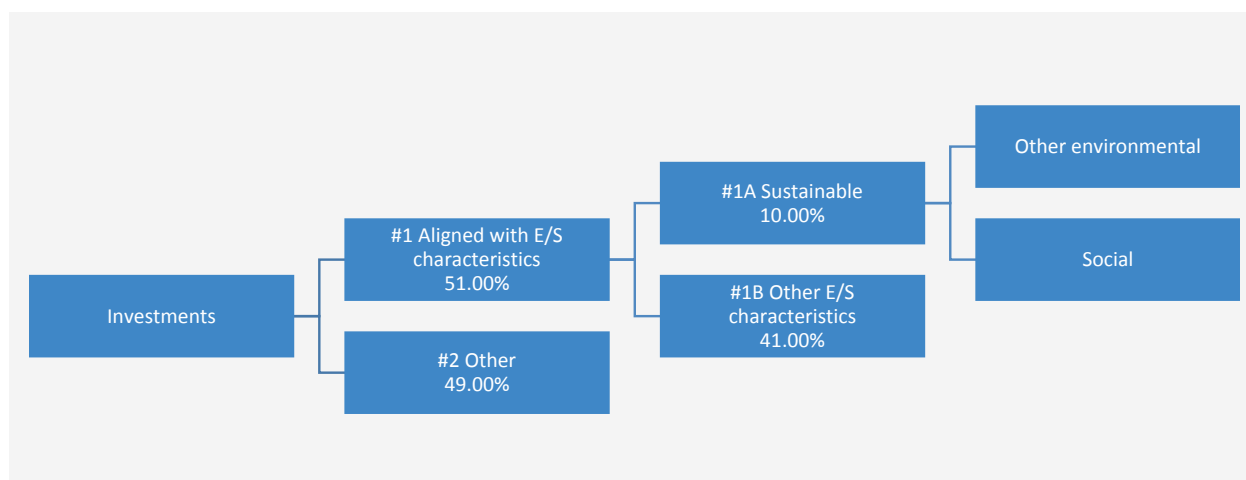 Investments
#1 Aligned with E/S
characteristics
51.00%
#2 Other
49.00%
#1A Sustainable
10.00%
#1B Other E/S
characteristics
41.00%
Other environmental
Social